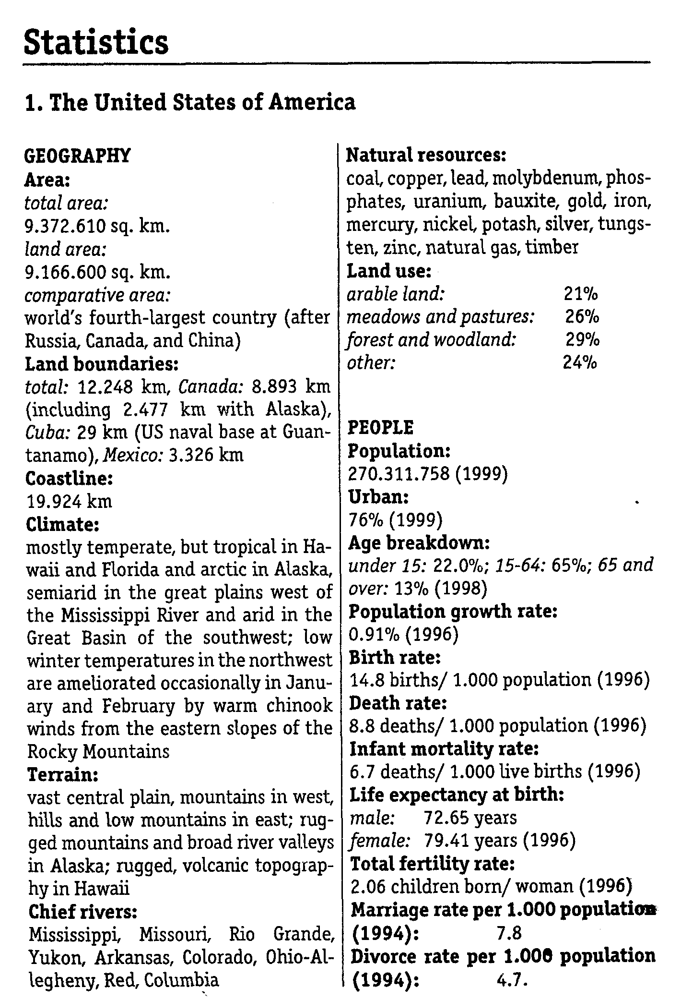 Statistics
1. The United States of America
GEOGRAPHY
Area:
total area:
9.372.610 sq. km.
land area:
9.166.600 sq. km.
comparative area:
world's fourth-largest country (after
Russia, Canada, and China)
Land boundaries:
total: 12.248 km, Canada: 8.893 km
(including 2.477 km with Alaska),
Cuba: 29 km (US naval base at Guan-
tanamo), Mexico: 3.326 km
Coastline:
19.924 km
Climate:
mostly temperate, but tropical in Ha-
waii and Florida and arctic in Alaska,
semiarid in the great plains west of
the Mississippi River and arid in the
Great Basin of the southwest; low
winter temperatures in the northwest
are ameliorated occasionally in Janu-
ary and February by warm chinook
winds from the eastern slopes of the
Rocky Mountains
Terrain:
vast central plain, mountains in west,
hills and low mountains in east; rug-
ged mountains and broad river valleys
in Alaska; rugged, volcanic topograp-
hy in Hawaii
Chief rivers:
Mississippi, Missouri, Rio Grande,
Yukon, Arkansas, Colorado, Ohio-Al-
legheny, Red, Columbia
Natural resources:
coal, copper, lead, molybdenum, phos-
phates, uranium, bauxite, gold, iron,
mercury, nickel, potash, silver, tungs-
ten, zinc, natural gas, timber
Land use:
arable land: 21%
meadows and pastures: 26%
forest and woodland: 29%
other: 24%
PEOPLE
Population:
270.311.758 (1999)
Urban:
76% (1999)
Age breakdown:
under 15: 22.0%; 15-64: 65%; 65 and
over: 13% (1998)
Population growth rate:
0.91% (1996)
Birth rate:
14.8 births/ 1.000 population (1996)
Death rate:
8.8 deaths/ 1.000 population (1996)
Infant mortality rate:
6.7 deaths/ 1.000 live births (1996)
Life expectancy at birth:
male: 72.65 years
female: 79.41 years (1996)
Total fertility rate:
2.06 children born/ woman (1996)
Marriage rate per 1.000 population
(1994): 7.8
Divorce rate per 1.000 population
(1994): 4.7.